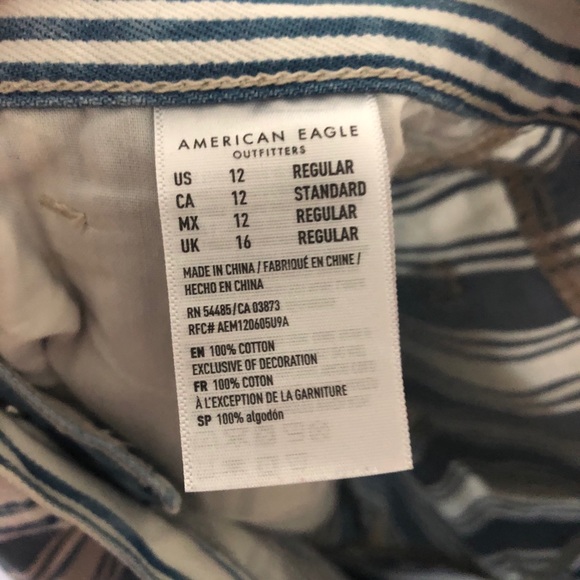 AMERICAN EAGLE
OUTFITTERS
US 12 REGULAR
CA 12 STANDARD
MX 12 REGULAR
UK 16 REGULAR
MADE IN CHINA / FABRIQUÉ EN CHINE /
HECHO EN CHINA
RN 54485/CA 03873
RFC# AEM120605U9A
EN 100% COTTON
EXCLUSIVE OF DECORATION
FR 100% COTON
À L'EXCEPTION DE LA GARNITURE
SP 100% algodón